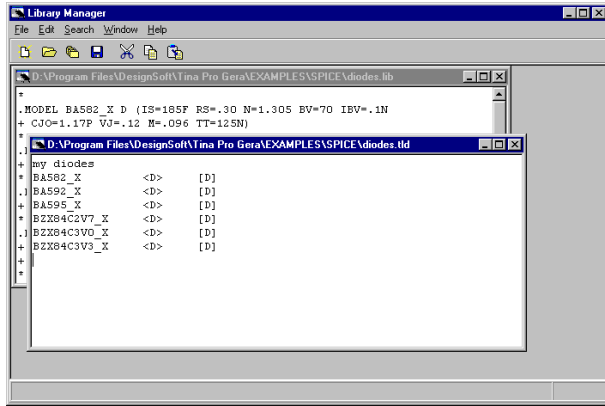 Library Manager
File Edit Search Window Help
D:\Program Files\DesignSoft\Tina Pro Gera\EXAMPLES\SPICE\diodes.lib
*
.MODEL BA582_X D (IS=185F RS=.30 N=1.305 BV=70 IBV=.1N
+ CJO=1.17P VJ=.12 M=.096 TT=125N)
*
D:\Program Files\DesignSoft\Tina Pro Gera\EXAMPLES\SPICE\diodes.tld
my diodes
BA582_X <D> [D]
BA592_X <D> [D]
BA595_X <D> [D]
BZX84C2V7_X <D> [D]
BZX84C3V0_X <D> [D]
BZX84C3V3_X <D> [D]